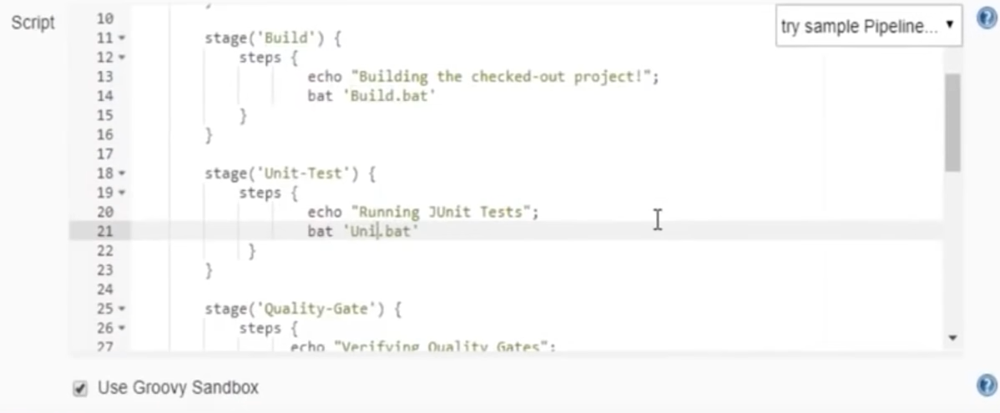 Script
try sample Pipeline...
10 }
11 stage('Build') {
12 steps {
13 echo "Building the checked-out project!";
14 bat 'Build.bat'
15 }
16 }
17
18 stage('Unit-Test') {
19 steps {
20 echo "Running JUnit Tests";
21 bat 'Uni.bat'
22 }
23 }
24
25 stage('Quality-Gate') {
26 steps {
27 echo "Verifying Quality Gates";
Use Groovy Sandbox